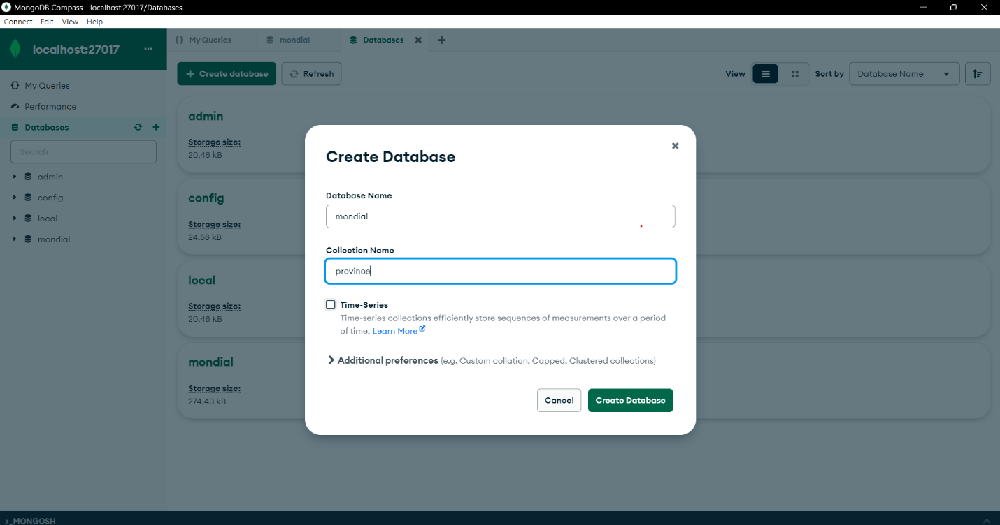 MongoDB Compass - localhost:27017/Databases
Connect Edit View Help
localhost:27017 ...
{} My Queries
mondial
Databases
Create database
Refresh
View
Sort by
Database Name
{} My Queries
Performance
Databases
Search
admin
config
local
mondial
admin
Storage size:
20.48 kB
config
Storage size:
24.58 kB
local
Storage size:
20.48 kB
mondial
Storage size:
274.43 kB
Create Database
Database Name
mondial
Collection Name
province
Time-Series
Time-series collections efficiently store sequences of measurements over a period
of time. Learn More
Additional preferences (e.g. Custom collation, Capped, Clustered collections)
Cancel
Create Database
>_MONGOSH